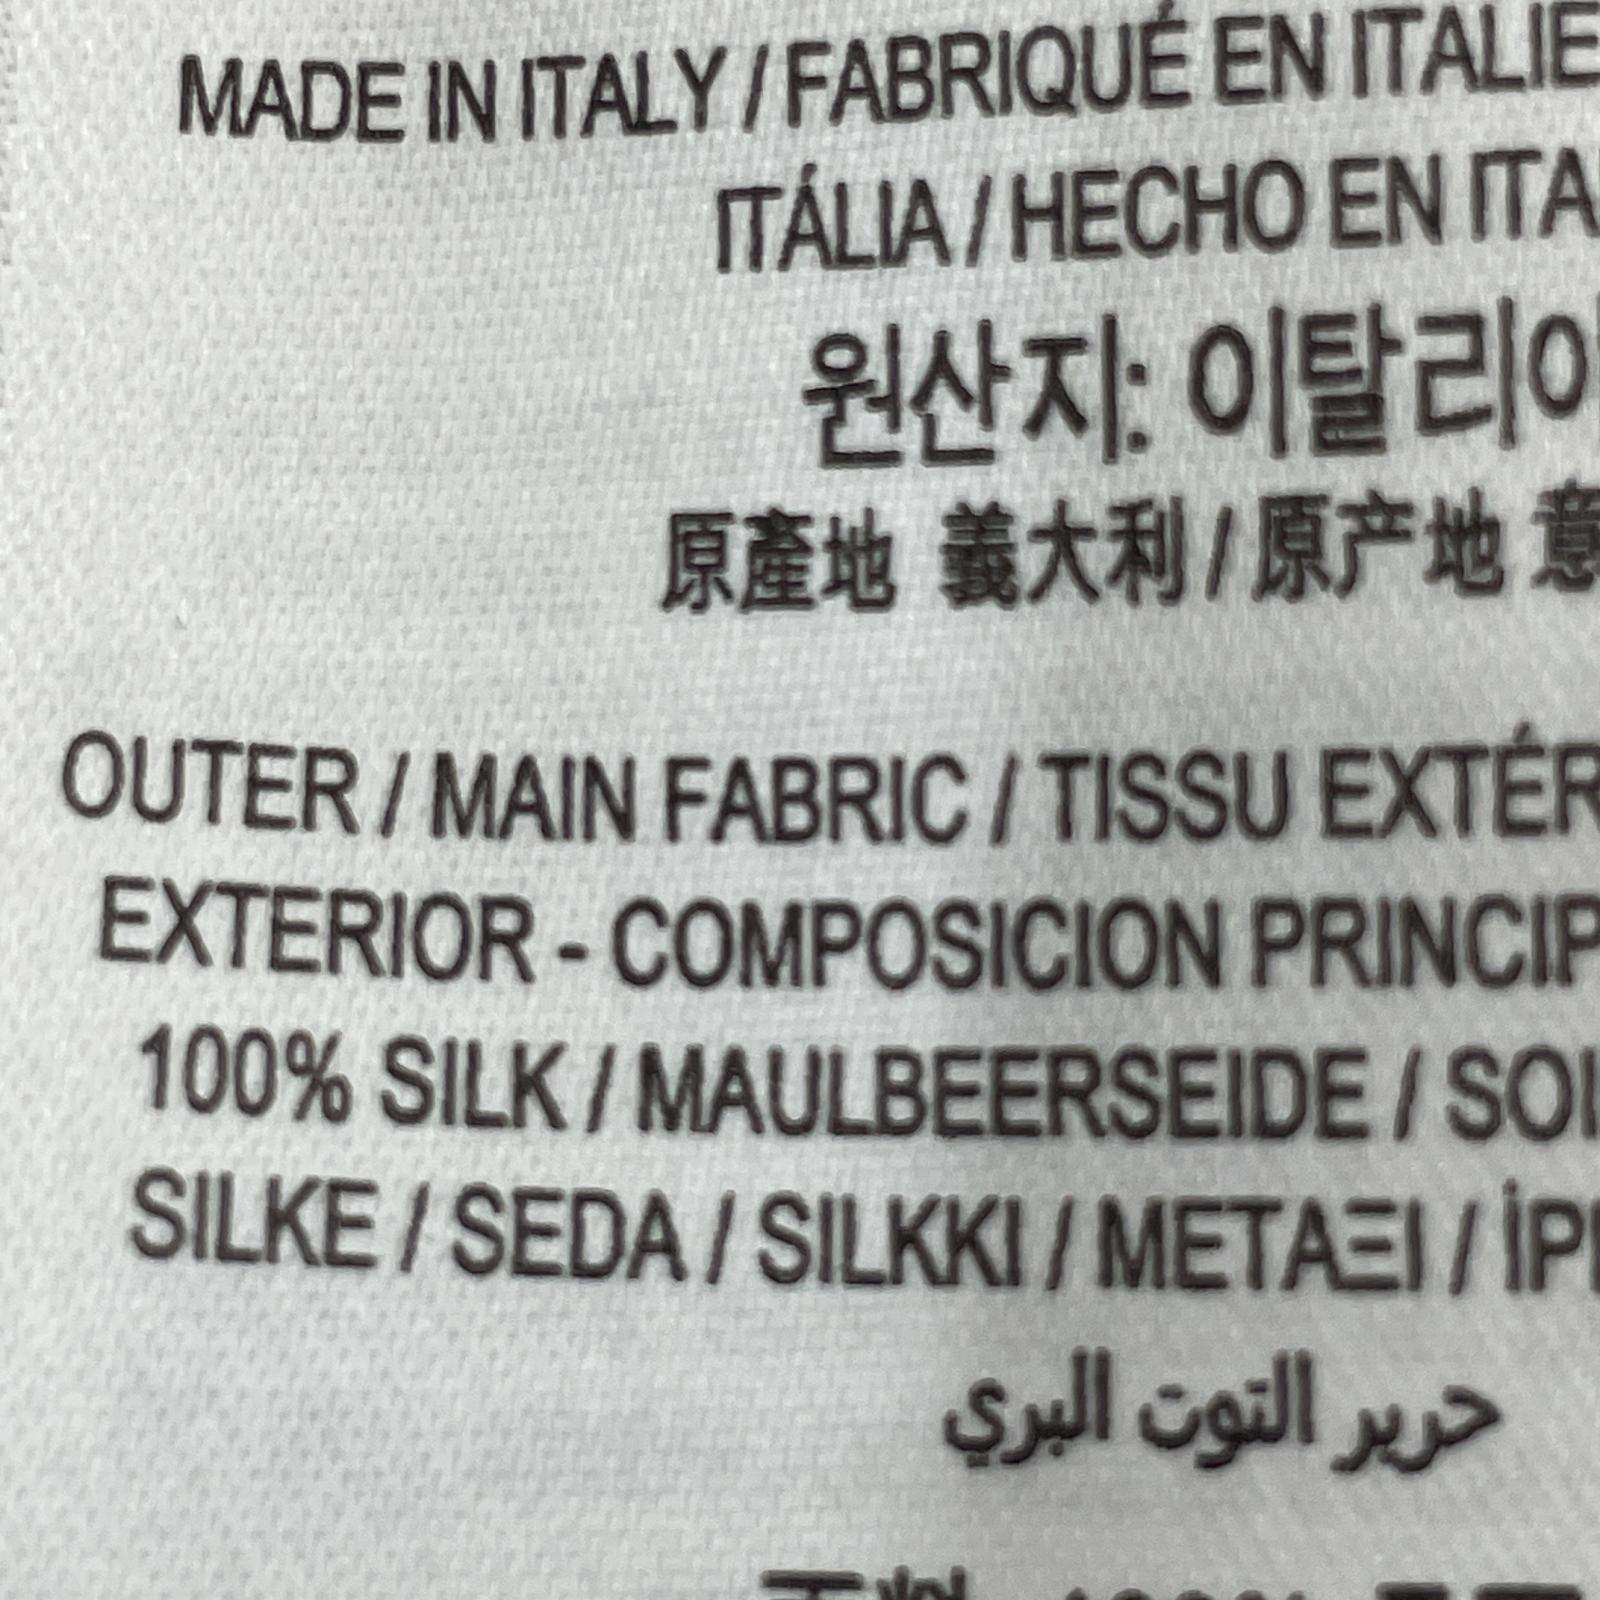 MADE IN ITALY / FABRIQUÉ EN ITALIE
ITÁLIA / HECHO EN ITA
원산지: 이탈리아
原產地 義大利 / 原产地 意
OUTER / MAIN FABRIC / TISSU EXTÉR
EXTERIOR - COMPOSICION PRINCIP
100% SILK / MAULBEERSEIDE / SOI
SILKE / SEDA / SILKKI / ΜΕΤΑΞΙ / İP
حرير التوت البري